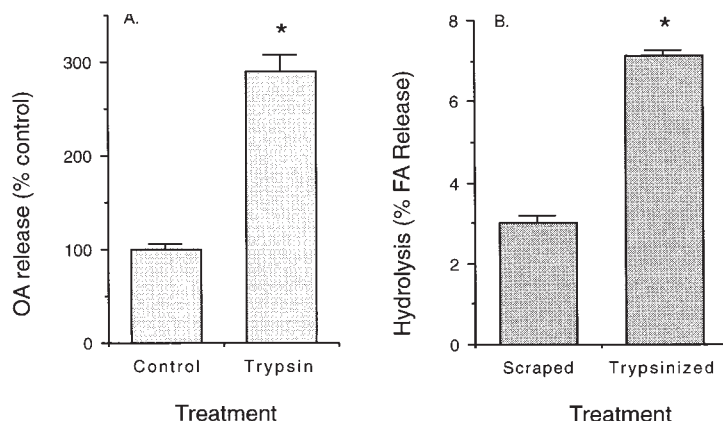 A.
*
OA release (% control)
300
200
100
0
Control Trypsin
Treatment
B.
*
Hydrolysis (% FA Release)
8
6
4
2
0
Scraped Trypsinized
Treatment